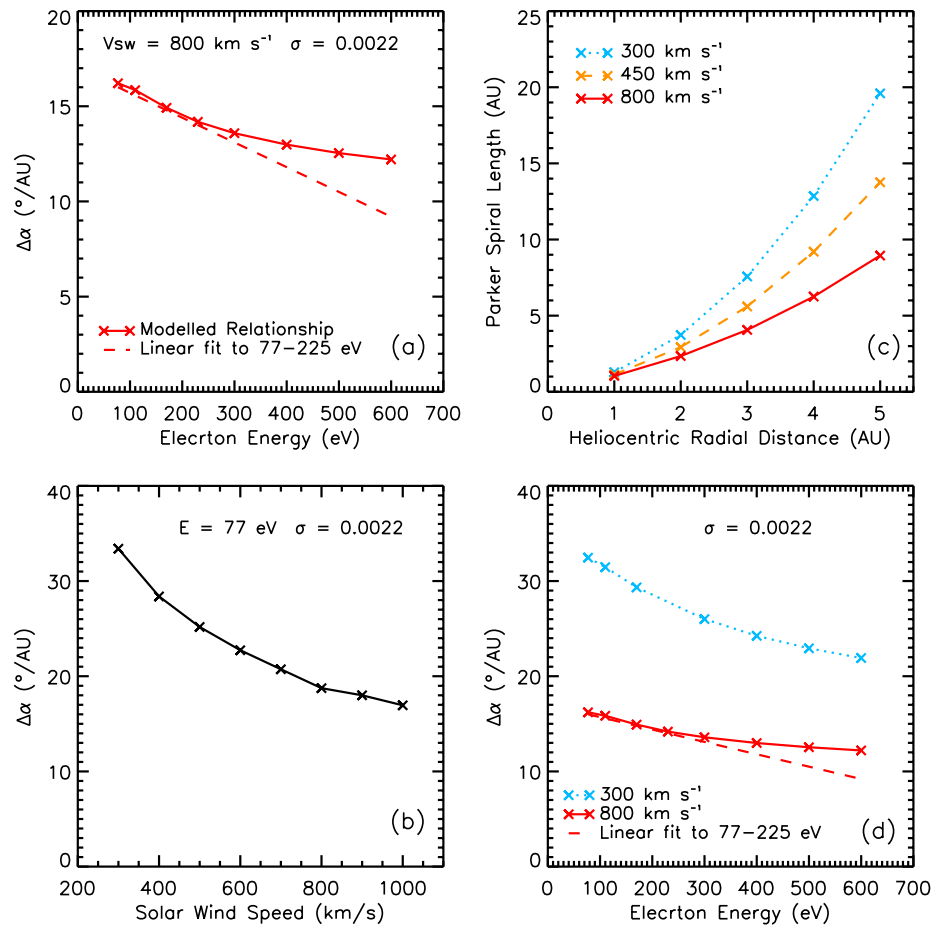 20
15
10
5
0
Δα (°/AU)
Vsw = 800 km s⁻¹ σ = 0.0022
Modelled Relationship
Linear fit to 77−225 eV
(a)
0 100 200 300 400 500 600 700
Elecrton Energy (eV)
25
20
15
10
5
0
Parker Spiral Length (AU)
300 km s⁻¹
450 km s⁻¹
800 km s⁻¹
(c)
0 1 2 3 4 5
Heliocentric Radial Distance (AU)
40
30
20
10
0
Δα (°/AU)
E = 77 eV σ = 0.0022
(b)
200 400 600 800 1000
Solar Wind Speed (km/s)
40
30
20
10
0
Δα (°/AU)
σ = 0.0022
300 km s⁻¹
800 km s⁻¹
Linear fit to 77−225 eV
(d)
0 100 200 300 400 500 600 700
Elecrton Energy (eV)